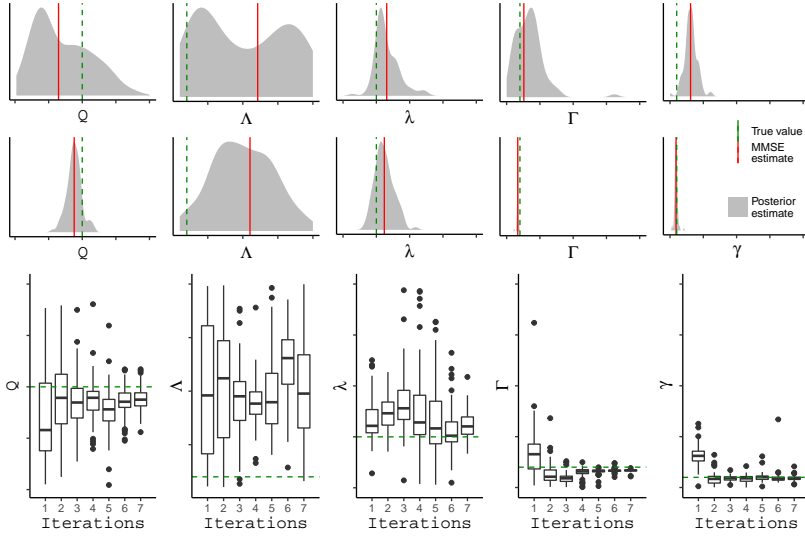 Q Λ λ Γ
True value
MMSE
estimate
Posterior
estimate
Q Λ λ Γ γ
Q Λ λ Γ γ
1 2 3 4 5 6 7 1 2 3 4 5 6 7 1 2 3 4 5 6 7 1 2 3 4 5 6 7 1 2 3 4 5 6 7
Iterations Iterations Iterations Iterations Iterations